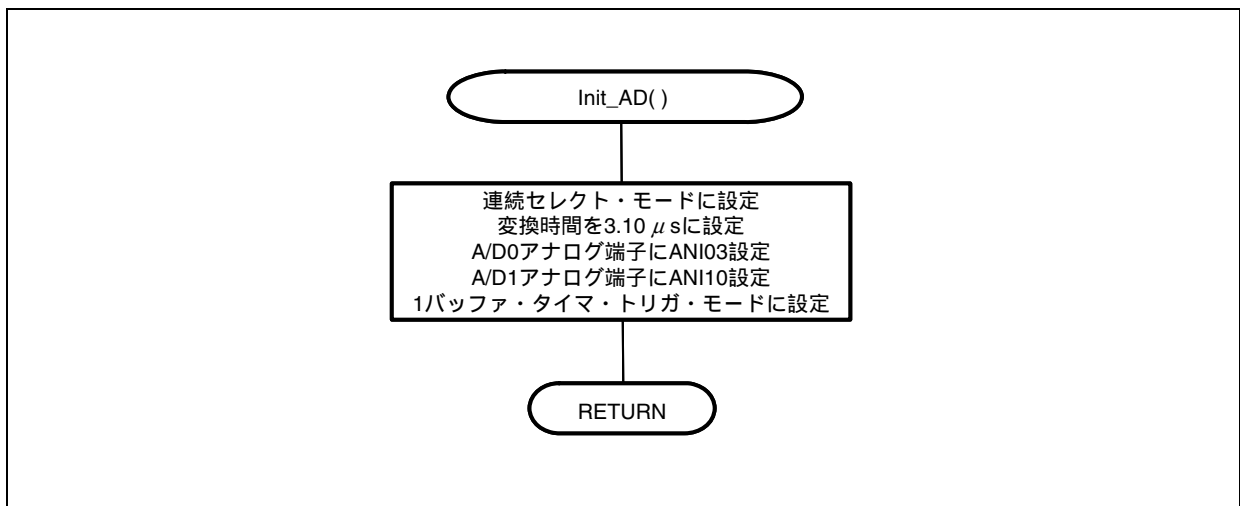 Init_AD( )
連続セレクト・モードに設定
変換時間を3.10 μsに設定
A/D0アナログ端子にANI03設定
A/D1アナログ端子にANI10設定
1バッファ・タイマ・トリガ・モードに設定
RETURN